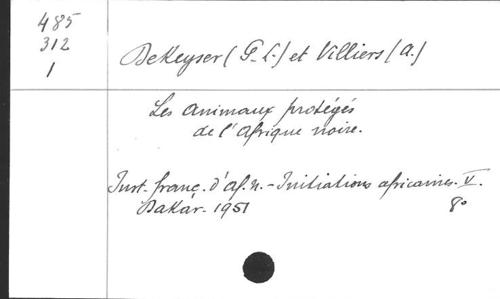 485
312
1
Dekeyser (P-L.) et Villiers (A.)
Les animaux protégés
de l'Afrique noire.
Inst. franç. d'Af. n. - Initiations africaines. V.
Dakar - 1951 8°